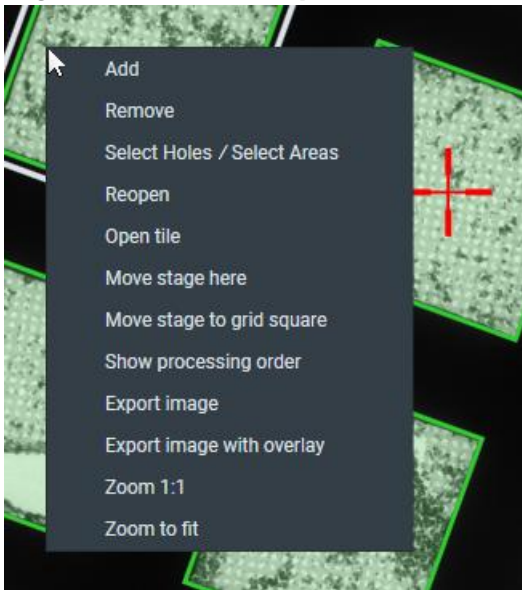 Add
Remove
Select Holes / Select Areas
Reopen
Open tile
Move stage here
Move stage to grid square
Show processing order
Export image
Export image with overlay
Zoom 1:1
Zoom to fit